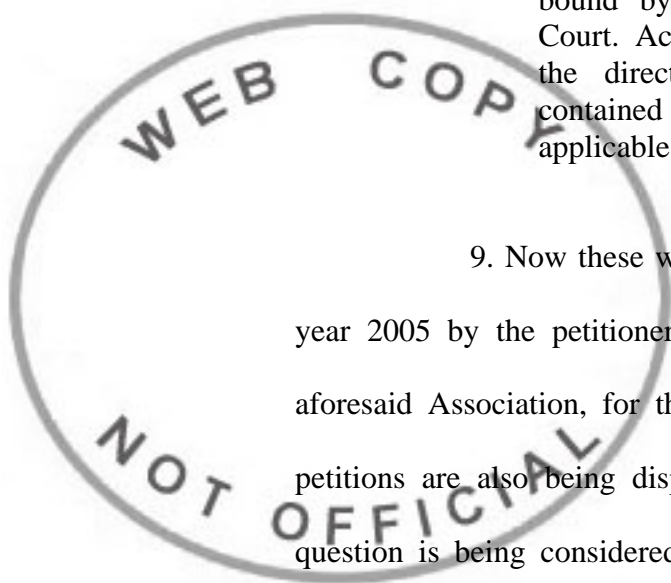 bound by
Court. Ac
the direct
contained
applicable
WEB COPY
9. Now these w
year 2005 by the petitioner
aforesaid Association, for th
petitions are also being disp
question is being considered
NOT OFFICIAL